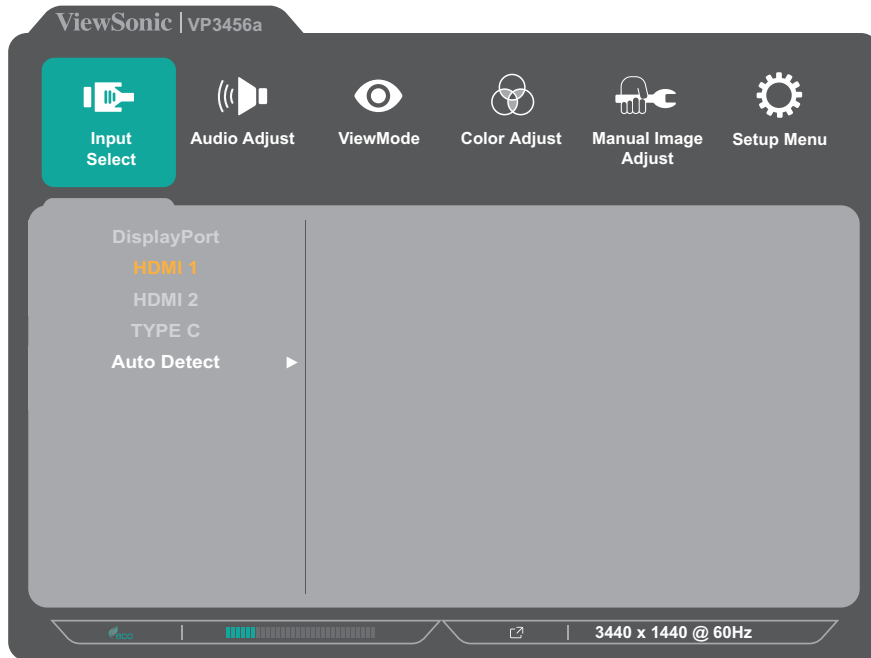 ViewSonic | VP3456a
Input
Select
Audio Adjust
ViewMode
Color Adjust
Manual Image
Adjust
Setup Menu
DisplayPort
HDMI 1
HDMI 2
TYPE C
Auto Detect
3440 x 1440 @ 60Hz